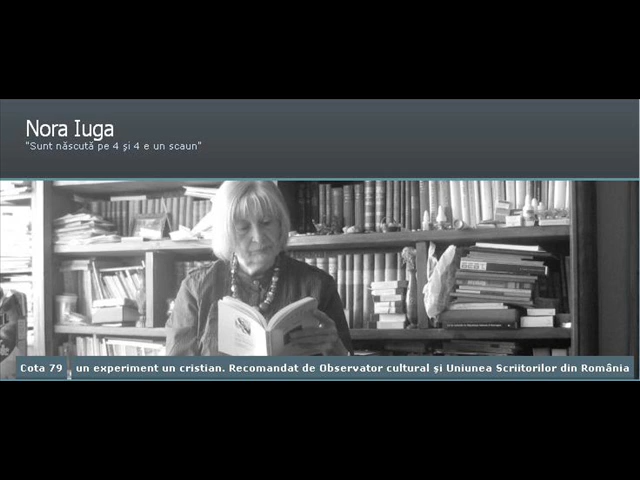 Nora Iuga
"Sunt născută pe 4 şi 4 e un scaun"
Cota 79 un experiment un cristian. Recomandat de Observator cultural şi Uniunea Scriitorilor din România